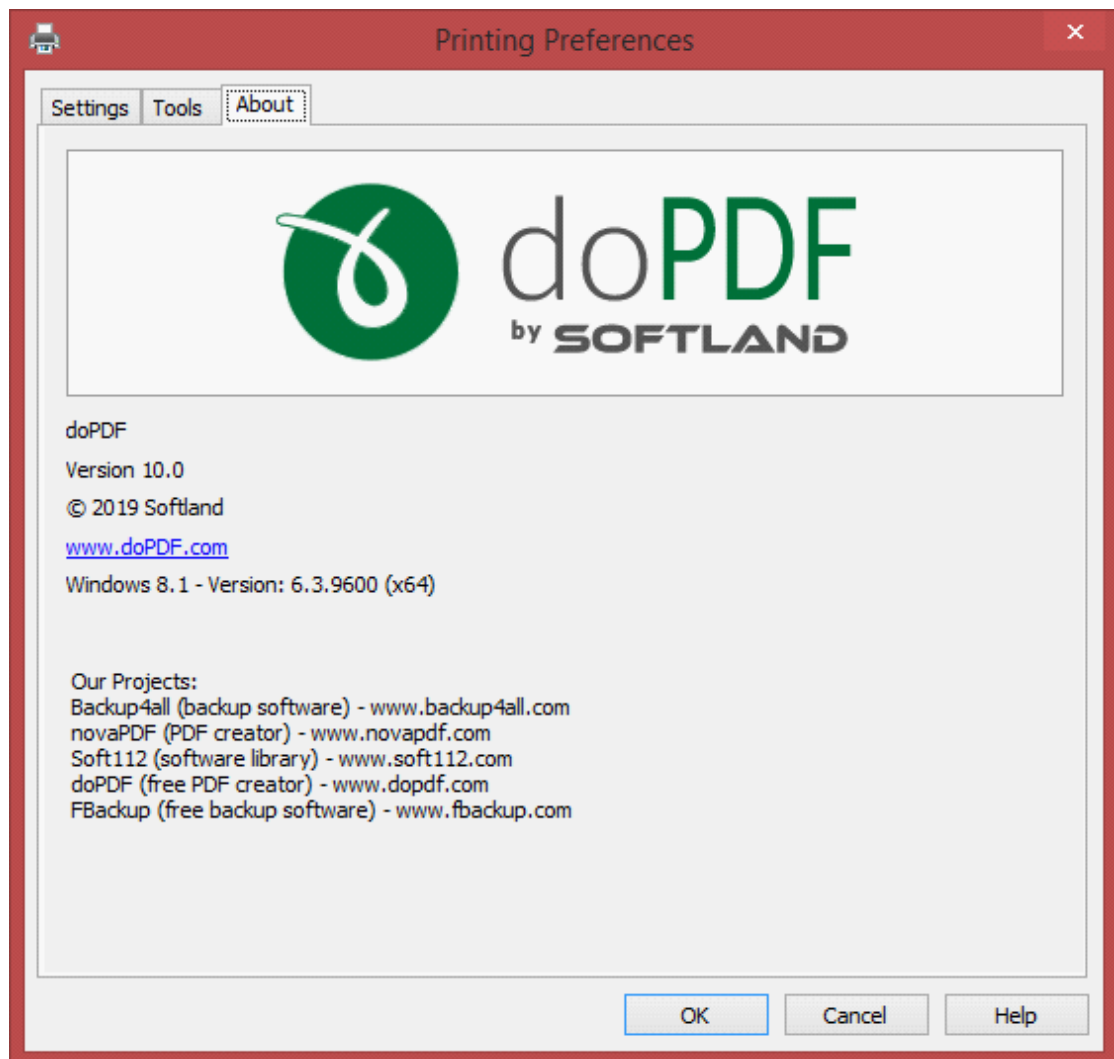 Printing Preferences
Settings Tools About
doPDF
by SOFTLAND
doPDF
Version 10.0
© 2019 Softland
www.doPDF.com
Windows 8.1 - Version: 6.3.9600 (x64)
Our Projects:
Backup4all (backup software) - www.backup4all.com
novaPDF (PDF creator) - www.novapdf.com
Soft112 (software library) - www.soft112.com
doPDF (free PDF creator) - www.dopdf.com
FBackup (free backup software) - www.fbackup.com
OK Cancel Help